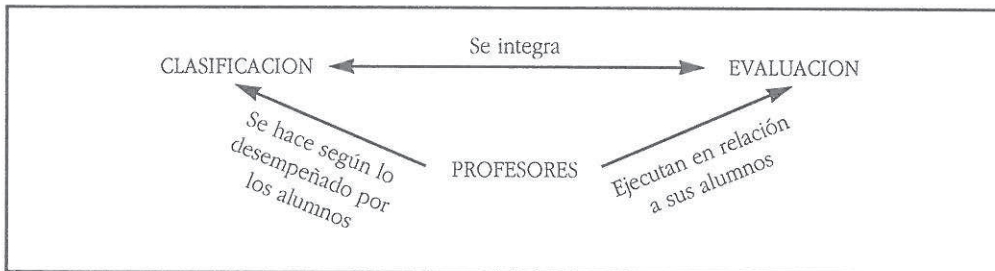 Se integra
CLASIFICACION
EVALUACION
Se hace según lo
desempeñado por
los alumnos
PROFESORES
Ejecutan en relación
a sus alumnos